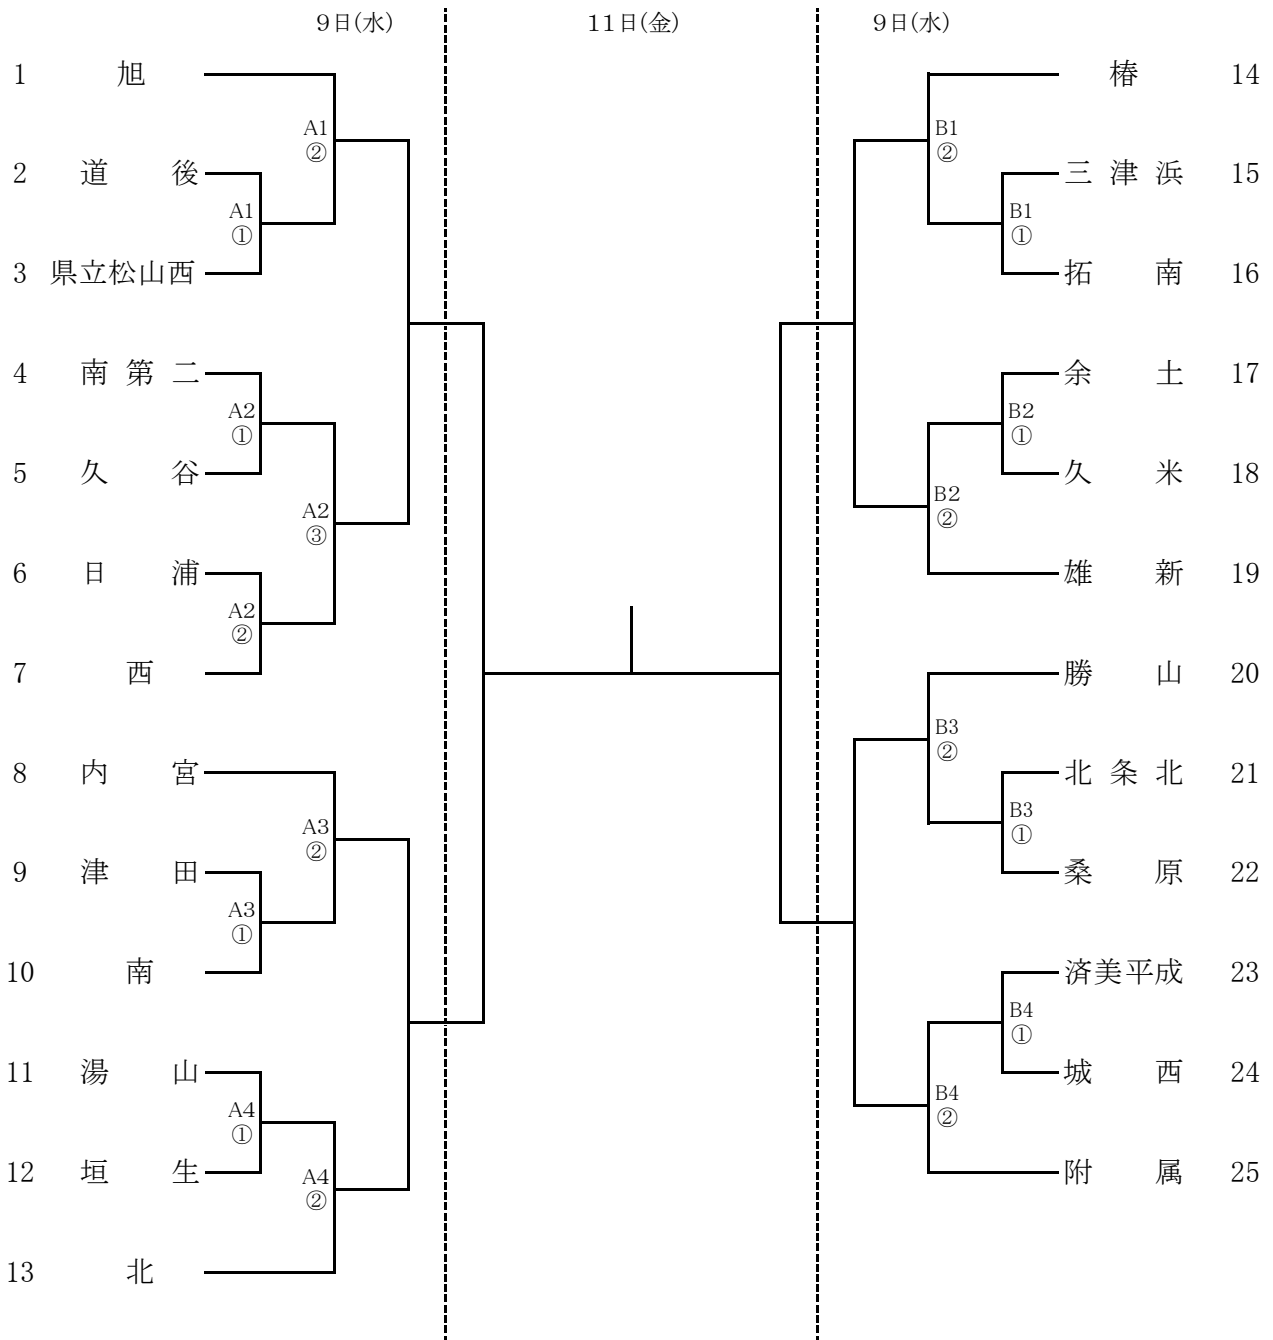 9日(水) 11日(金) 9日(水)
1 旭
A1
②
2 道後
A1
①
3 県立松山西
4 南第二
A2
①
5 久谷
A2
③
6 日浦
A2
②
7 西
8 内宮
A3
②
9 津田
A3
①
10 南
11 湯山
A4
①
12 垣生
A4
②
13 北
椿 14
B1
②
三津浜 15
B1
①
拓南 16
余土 17
B2
①
久米 18
B2
②
雄新 19
勝山 20
B3
②
北条北 21
B3
①
桑原 22
済美平成 23
B4
①
城西 24
B4
②
附属 25